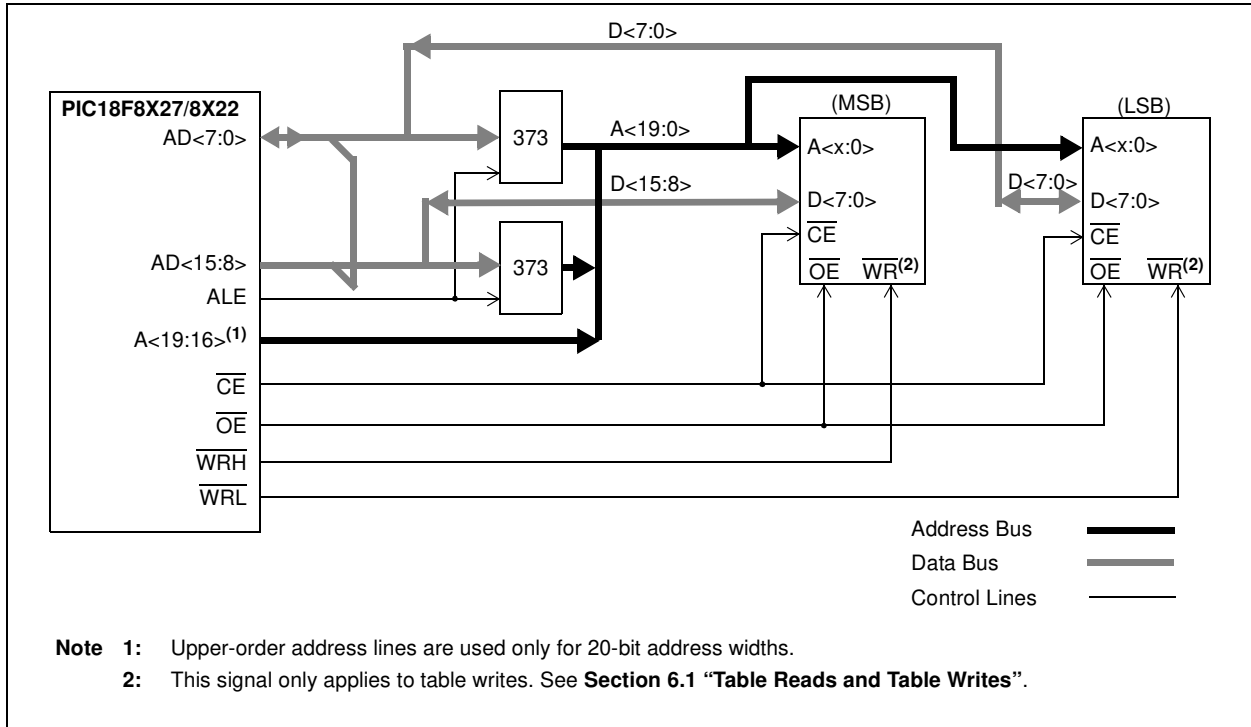 D<7:0>
PIC18F8X27/8X22
AD<7:0>
373
A<19:0>
(MSB)
A<x:0>
D<7:0>
CE
OE WR(2)
(LSB)
A<x:0>
D<7:0>
D<7:0>
CE
OE WR(2)
D<15:8>
AD<15:8>
373
ALE
A<19:16>(1)
CE
OE
WRH
WRL
Address Bus
Data Bus
Control Lines
Note 1: Upper-order address lines are used only for 20-bit address widths.
2: This signal only applies to table writes. See Section 6.1 “Table Reads and Table Writes”.